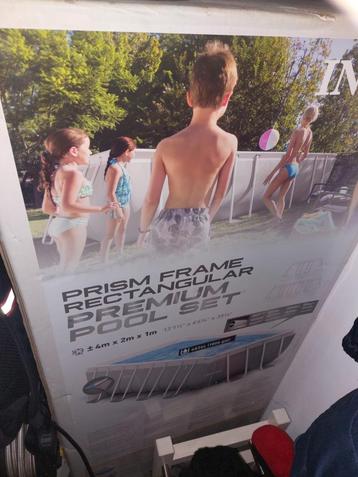 IN
PRISM FRAME
RECTANGULAR
PREMIUM
POOL SET
± 4m x 2m x 1m